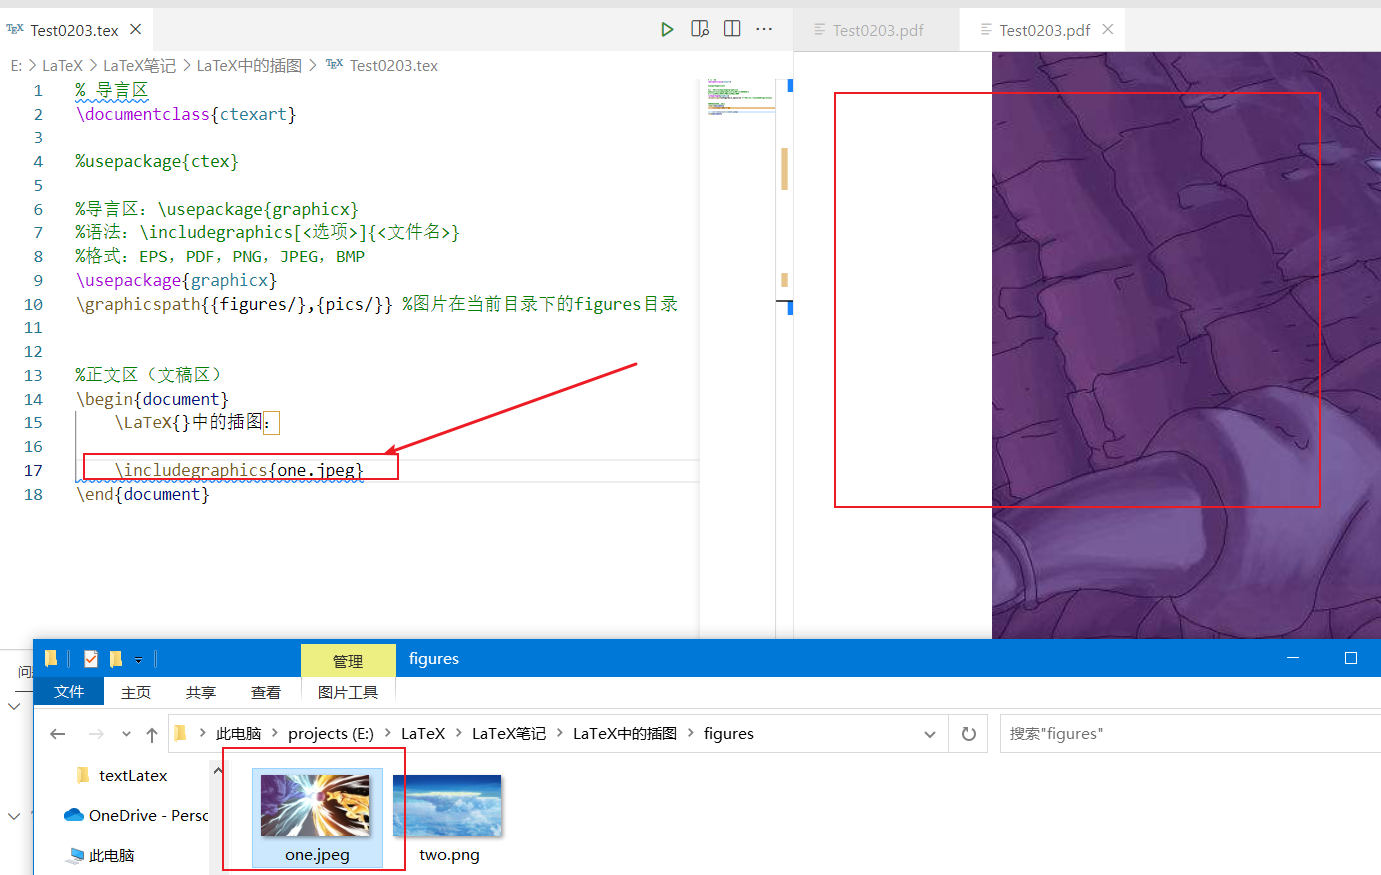 TEX Test0203.tex
Test0203.pdf
Test0203.pdf
E: > LaTeX > LaTeX笔记 > LaTeX中的插图 > TEX Test0203.tex
1 % 导言区
2 \documentclass{ctexart}
3
4 %usepackage{ctex}
5
6 %导言区：\usepackage{graphicx}
7 %语法：\includegraphics[<选项>]{<文件名>}
8 %格式：EPS，PDF，PNG，JPEG，BMP
9 \usepackage{graphicx}
10 \graphicspath{{figures/},{pics/}} %图片在当前目录下的figures目录
11
12
13 %正文区（文稿区）
14 \begin{document}
15 \LaTeX{}中的插图：
16
17 \includegraphics{one.jpeg}
18 \end{document}
管理
figures
文件
主页
共享
查看
图片工具
此电脑 > projects (E:) > LaTeX > LaTeX笔记 > LaTeX中的插图 > figures
搜索"figures"
textLatex
OneDrive - Perso
此电脑
one.jpeg
two.png